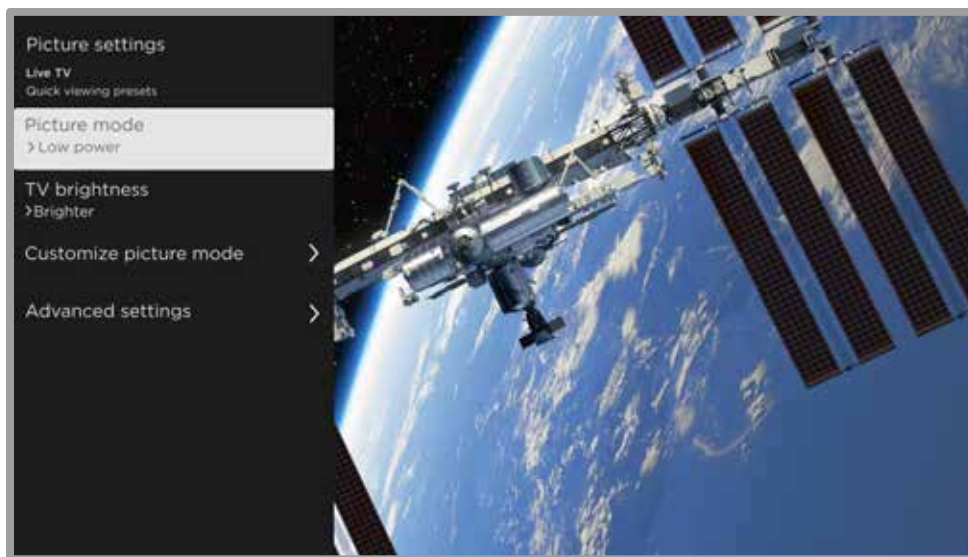 Picture settings
Live TV
Quick viewing presets
Picture mode
Low power
TV brightness
Brighter
Customize picture mode
Advanced settings